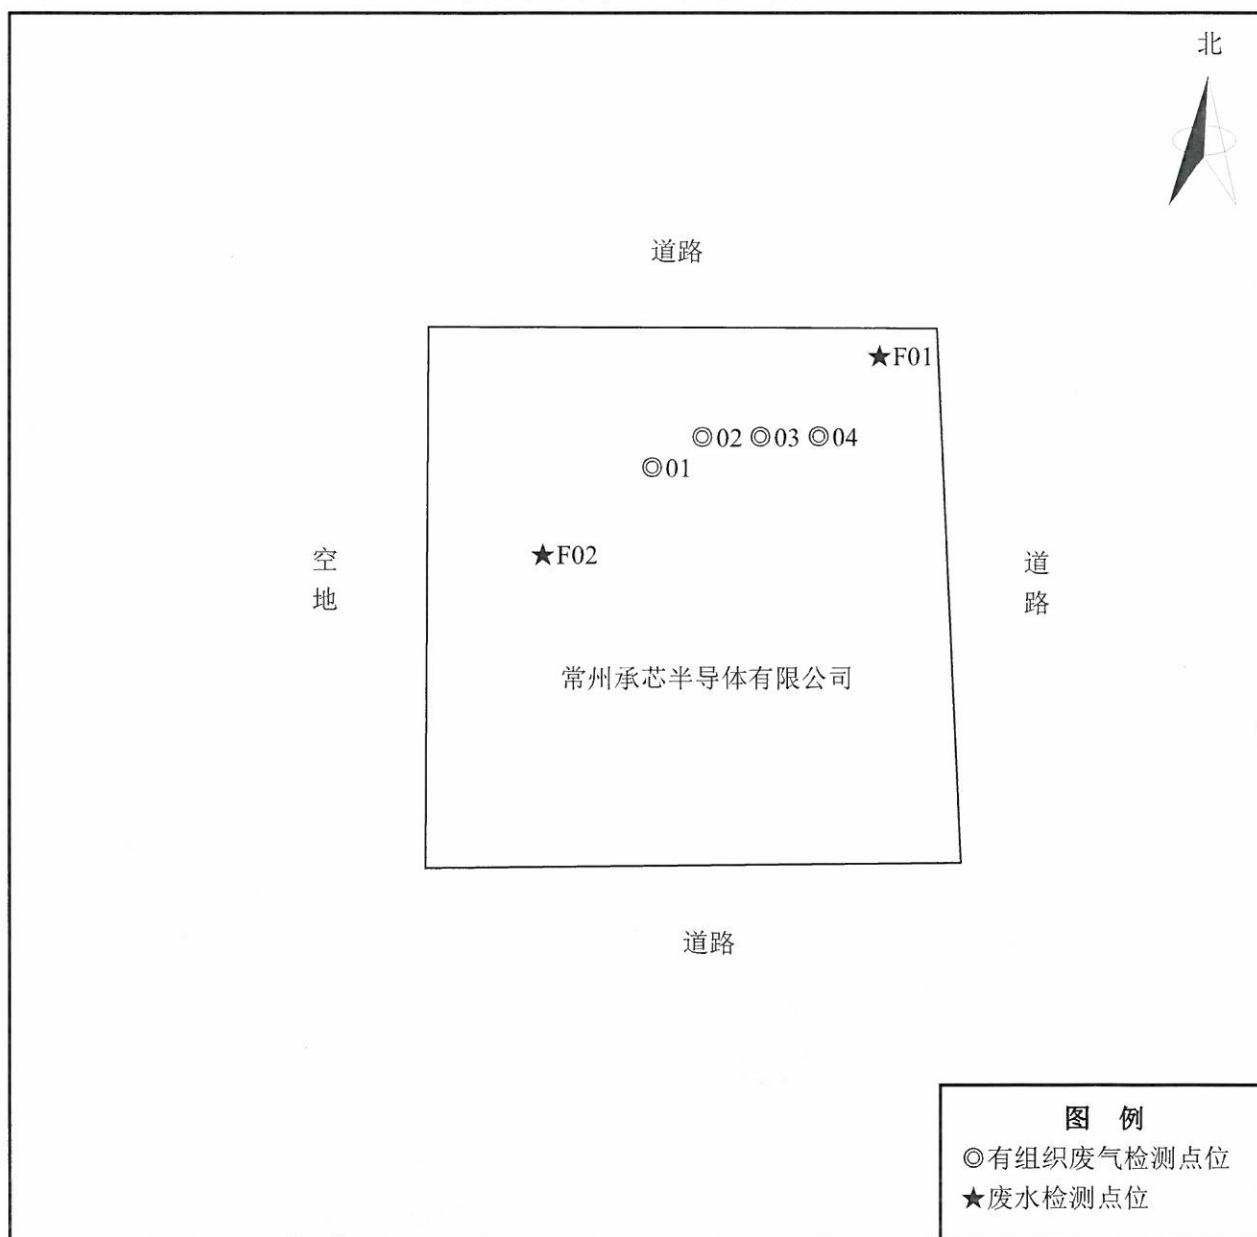 北
道路
★F01
◎02 ◎03 ◎04
◎01
★F02
空地
道路
常州承芯半导体有限公司
道路
图 例
◎有组织废气检测点位
★废水检测点位